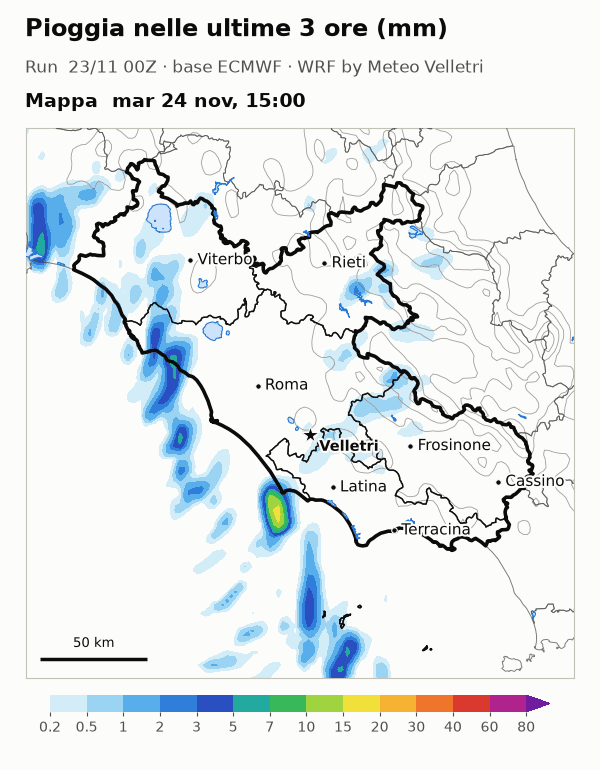 Pioggia nelle ultime 3 ore (mm)
Run  23/11 00Z · base ECMWF · WRF by Meteo Velletri
Mappa  mar 24 nov, 15:00
Viterbo
Rieti
Roma
Velletri
Frosinone
Latina
Cassino
Terracina
50 km
0.2 0.5 1 2 3 5 7 10 15 20 30 40 60 80